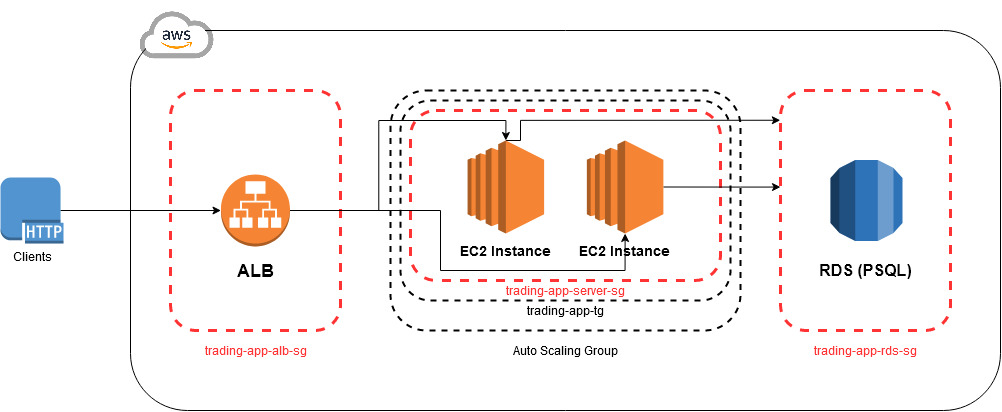 aws
HTTP
Clients
ALB
trading-app-alb-sg
EC2 Instance
EC2 Instance
trading-app-server-sg
trading-app-tg
Auto Scaling Group
RDS (PSQL)
trading-app-rds-sg